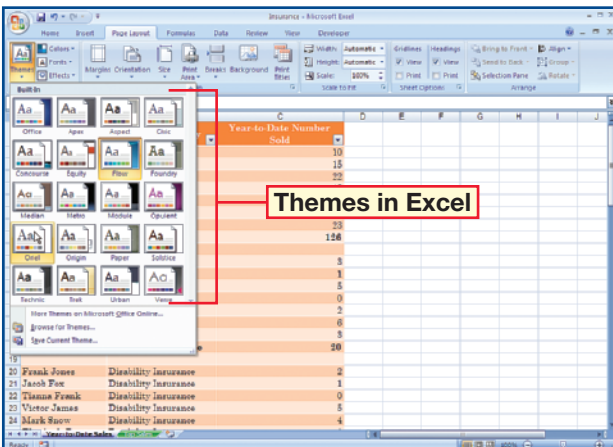 Insurance - Microsoft Excel
Home Insert Page Layout Formulas Data Review View Developer
Themes
Colors
Fonts
Effects
Margins Orientation Size Print Area Breaks Background Print Titles
Width: Automatic
Height: Automatic
Scale: 100%
Scale to Fit
Gridlines Headings
View View
Print Print
Sheet Options
Bring to Front
Send to Back
Selection Pane
Align
Group
Rotate
Arrange
Built-In
Office Apex Aspect Civic
Concourse Equity Flow Foundry
Median Metro Module Opulent
Oriel Origin Paper Solstice
Technic Trek Urban Verve
More Themes on Microsoft Office Online...
Browse for Themes...
Save Current Theme...
C D E F G H I J
Year-to-Date Number Sold
10
15
22
Themes in Excel
23
126
3
1
5
0
2
6
3
20
19
20 Frank Jones Disability Insurance 2
21 Jacob Fox Disability Insurance 1
22 Tianna Frank Disability Insurance 0
23 Victor James Disability Insurance 5
24 Mark Snow Disability Insurance 4
Year-to-Date Sales
Ready 100%